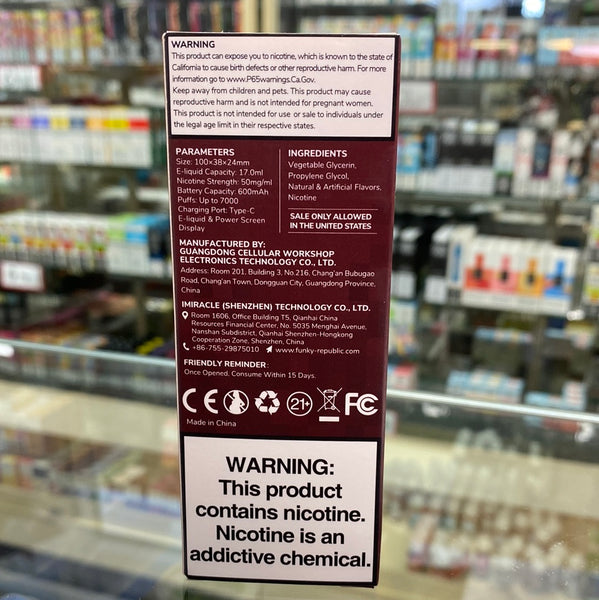 WARNING
This product can expose you to nicotine, which is known to the state of
California to cause birth defects or other reproductive harm. For more
information go to www.P65warnings.Ca.Gov.
Keep away from children and pets. This product may cause
reproductive harm and is not intended for pregnant women.
This product is not intended for use or sale to individuals under
the legal age limit in their respective states.
PARAMETERS
Size: 100×38×24mm
E-liquid Capacity: 17.0ml
Nicotine Strength: 50mg/ml
Battery Capacity: 600mAh
Puffs: Up to 7000
Charging Port: Type-C
E-liquid & Power Screen
Display
INGREDIENTS
Vegetable Glycerin,
Propylene Glycol,
Natural & Artificial Flavors,
Nicotine
SALE ONLY ALLOWED
IN THE UNITED STATES
MANUFACTURED BY:
GUANGDONG CELLULAR WORKSHOP
ELECTRONICS TECHNOLOGY CO., LTD.
Address: Room 201, Building 3, No.216, Chang'an Bubugao
Road, Chang'an Town, Dongguan City, Guangdong Province,
China
IMIRACLE (SHENZHEN) TECHNOLOGY CO., LTD.
Room 1606, Office Building T5, Qianhai China
Resources Financial Center, No. 5035 Menghai Avenue,
Nanshan Subdistrict, Qianhai Shenzhen-Hongkong
Cooperation Zone, Shenzhen, China
+86-755-29875010 www.funky-republic.com
FRIENDLY REMINDER:
Once Opened, Consume Within 15 Days.
CE 21+ FC
Made in China
WARNING:
This product
contains nicotine.
Nicotine is an
addictive chemical.